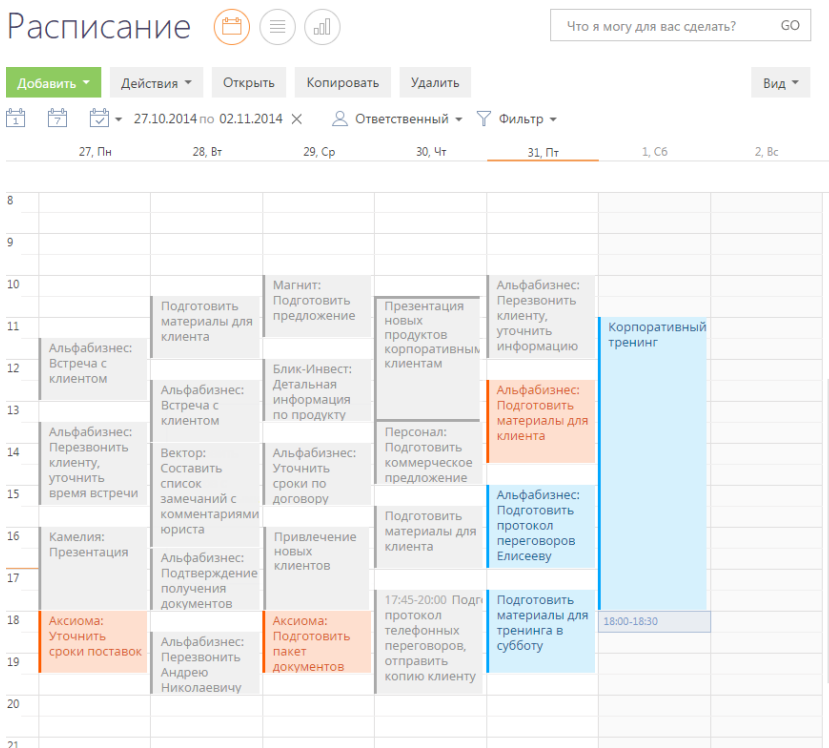 Расписание
Что я могу для вас сделать? GO
Добавить Действия Открыть Копировать Удалить Вид
1 7 27.10.2014 по 02.11.2014 Ответственный Фильтр
27, Пн 28, Вт 29, Ср 30, Чт 31, Пт 1, Сб 2, Вс
8
9
10
11
12
13
14
15
16
17
18
19
20
21
Альфабизнес:
Встреча с
клиентом
Альфабизнес:
Перезвонить
клиенту,
уточнить
время встречи
Камелия:
Презентация
Аксиома:
Уточнить
сроки поставок
Подготовить
материалы для
клиента
Альфабизнес:
Встреча с
клиентом
Вектор:
Составить
список
замечаний с
комментариями
юриста
Альфабизнес:
Подтверждение
получения
документов
Альфабизнес:
Перезвонить
Андрею
Николаевичу
Магнит:
Подготовить
предложение
Блик-Инвест:
Детальная
информация
по продукту
Альфабизнес:
Уточнить
сроки по
договору
Привлечение
новых
клиентов
Аксиома:
Подготовить
пакет
документов
Презентация
новых
продуктов
корпоративным
клиентам
Персонал:
Подготовить
коммерческое
предложение
Подготовить
материалы для
клиента
17:45-20:00 Подг
протокол
телефонных
переговоров,
отправить
копию клиенту
Альфабизнес:
Перезвонить
клиенту,
уточнить
информацию
Альфабизнес:
Подготовить
материалы для
клиента
Альфабизнес:
Подготовить
протокол
переговоров
Елисееву
Подготовить
материалы для
тренинга в
субботу
Корпоративный
тренинг
18:00-18:30